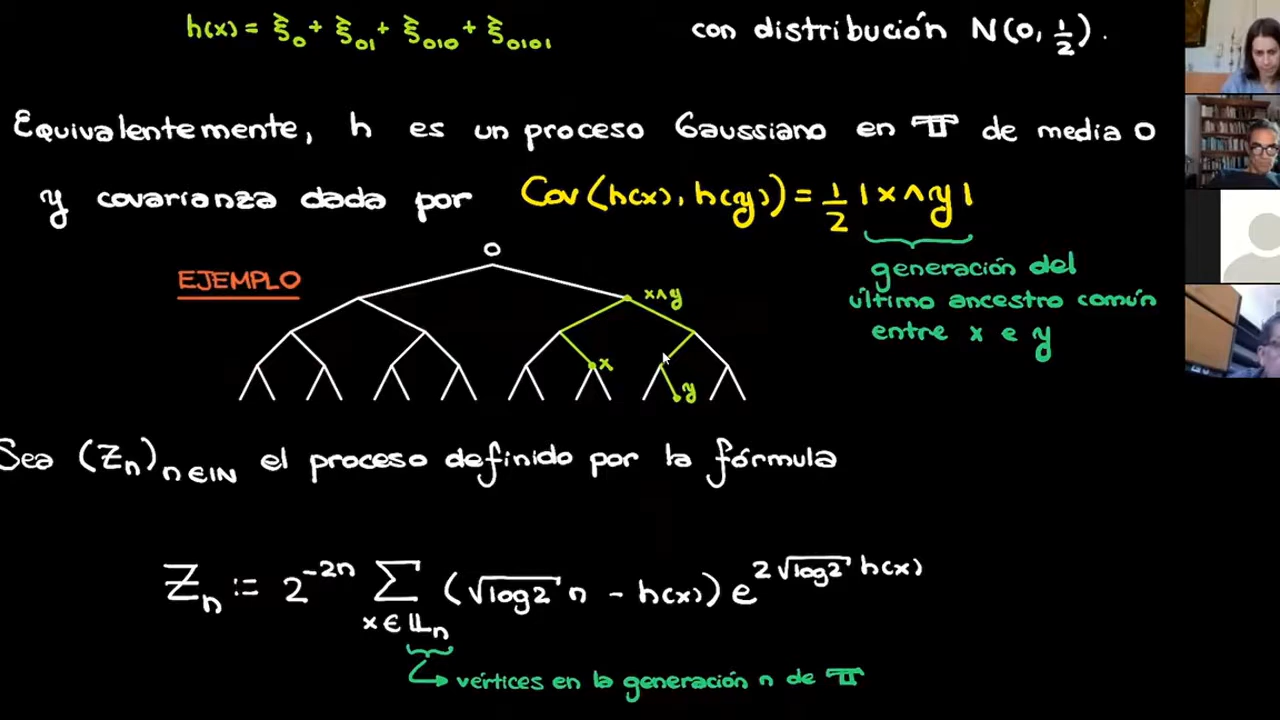 h(x) = ξ₀ + ξ₀₁ + ξ₀₁₀ + ξ₀₁₀₁
con distribución N(0, 1/2).
Equivalentemente, h es un proceso Gaussiano en 𝕋 de media 0
y covarianza dada por Cov(h(x), h(y)) = 1/2 |x∧y|
generación del
último ancestro común
entre x e y
EJEMPLO
0
x∧y
x
y
Sea (Zₙ)ₙ∈ℕ el proceso definido por la fórmula
Zₙ := 2^{-2n} ∑_{x∈𝕃ₙ} (√log2 n - h(x)) e^{2√log2 h(x)}
vértices en la generación n de 𝕋